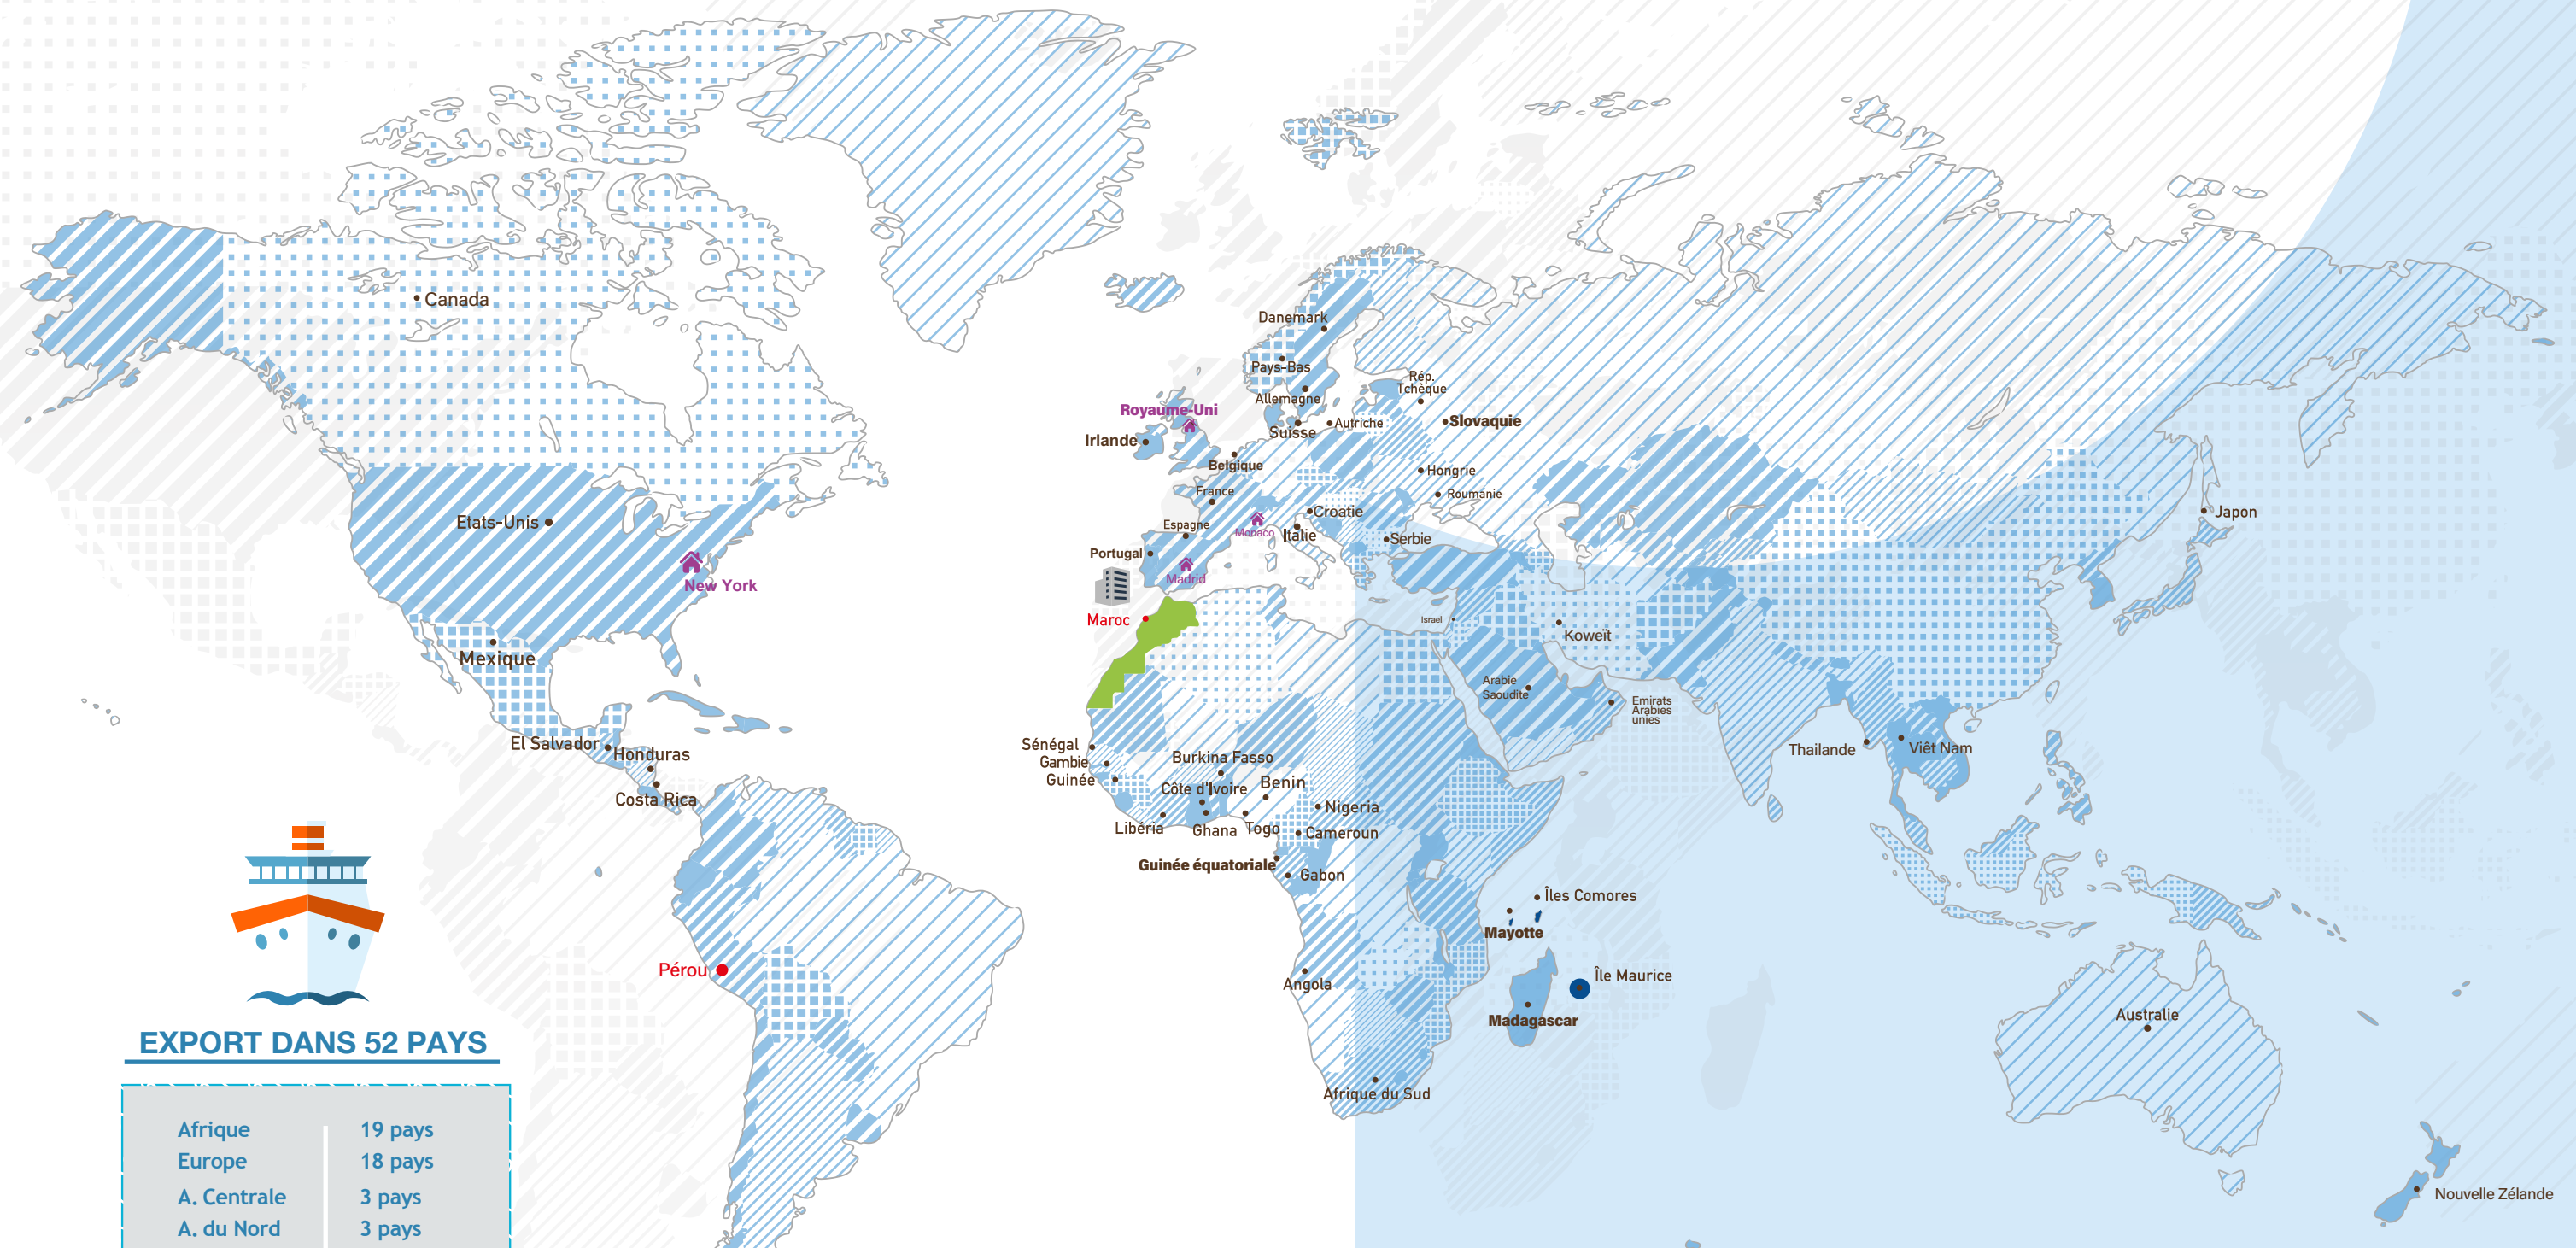 Canada
Etats-Unis
New York
Mexique
El Salvador
Honduras
Costa Rica
Pérou
Danemark
Pays-Bas
Allemagne
Rép.
Tchèque
Royaume-Uni
Irlande
Suisse
Autriche
Slovaquie
Belgique
Hongrie
France
Roumanie
Espagne
Monaco
Croatie
Italie
Serbie
Portugal
Madrid
Maroc
Israel
Koweït
Arabie
Saoudite
Emirats
Arabies
unies
Japon
Thailande
Viêt Nam
Sénégal
Gambie
Guinée
Burkina Fasso
Côte d'Ivoire
Benin
Nigeria
Libéria
Ghana
Togo
Cameroun
Guinée équatoriale
Gabon
Îles Comores
Mayotte
Angola
Île Maurice
Madagascar
Afrique du Sud
Australie
Nouvelle Zélande
EXPORT DANS 52 PAYS
Afrique 19 pays
Europe 18 pays
A. Centrale 3 pays
A. du Nord 3 pays